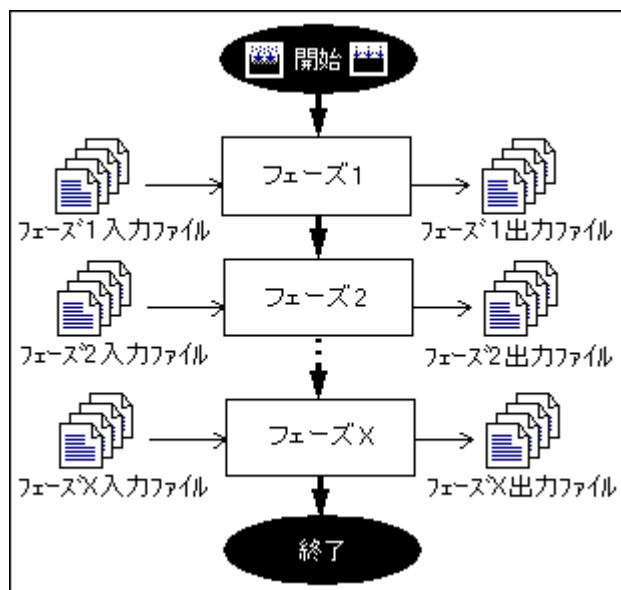 開始
フェーズ1
フェーズ1入力ファイル
フェーズ1出力ファイル
フェーズ2
フェーズ2入力ファイル
フェーズ2出力ファイル
フェーズX
フェーズX入力ファイル
フェーズX出力ファイル
終了